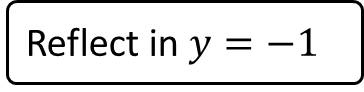 Reflect in y = −1